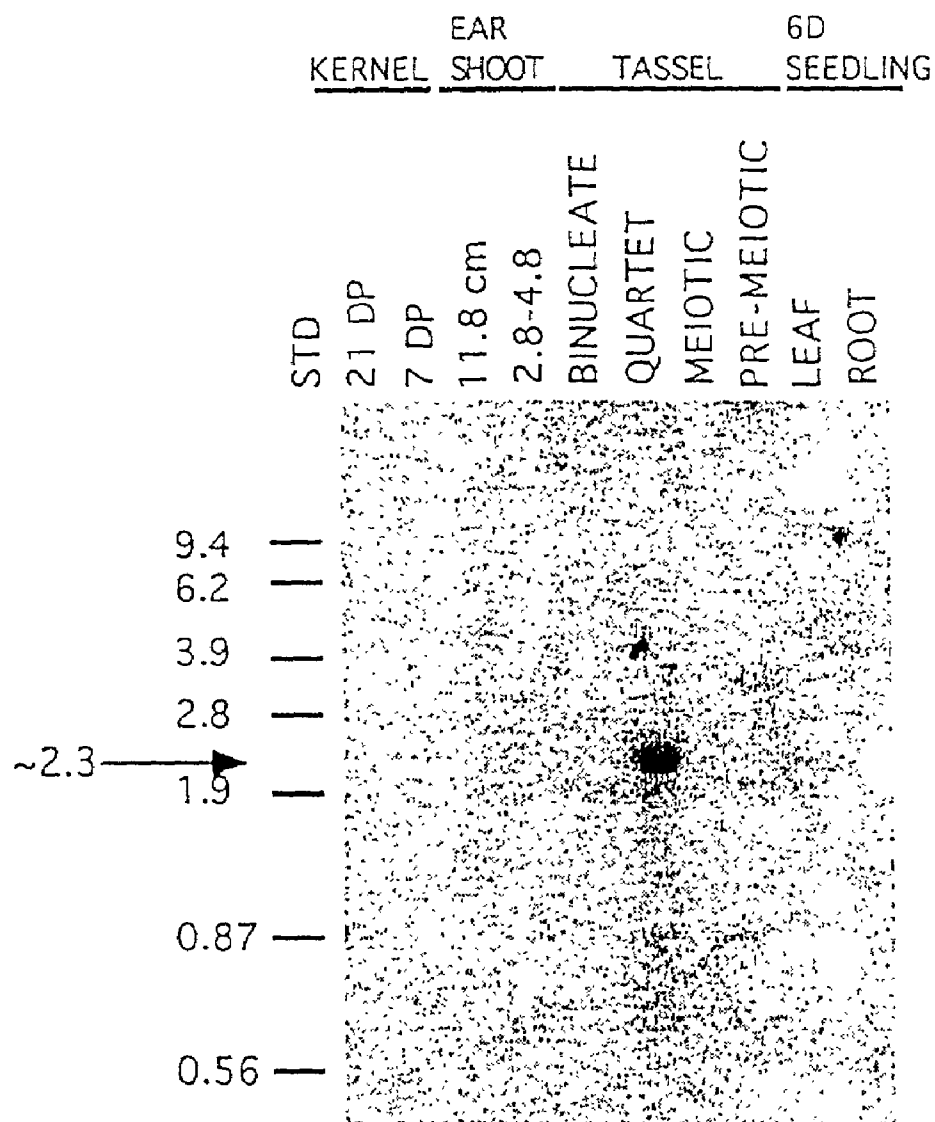 EAR
6D
KERNEL SHOOT TASSEL SEEDLING
STD
21 DP
7 DP
11.8 cm
2.8-4.8
BINUCLEATE
QUARTET
MEIOTIC
PRE-MEIOTIC
LEAF
ROOT
9.4
6.2
3.9
2.8
~2.3
1.9
0.87
0.56